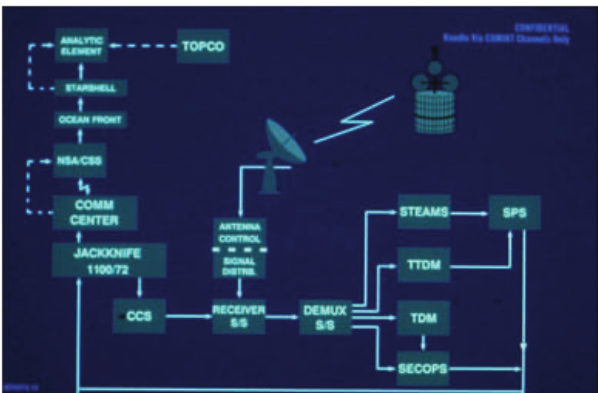 CONFIDENTIAL
Handle Via COMINT Channels Only
ANALYTIC
ELEMENT
TOPCO
STARSHELL
OCEAN FRONT
NSA/CSS
COMM
CENTER
JACKKNIFE
1100/72
CCS
ANTENNA
CONTROL
SIGNAL
DISTRB.
RECEIVER
S/S
DEMUX
S/S
STEAMS
SPS
TTDM
TDM
SECOPS